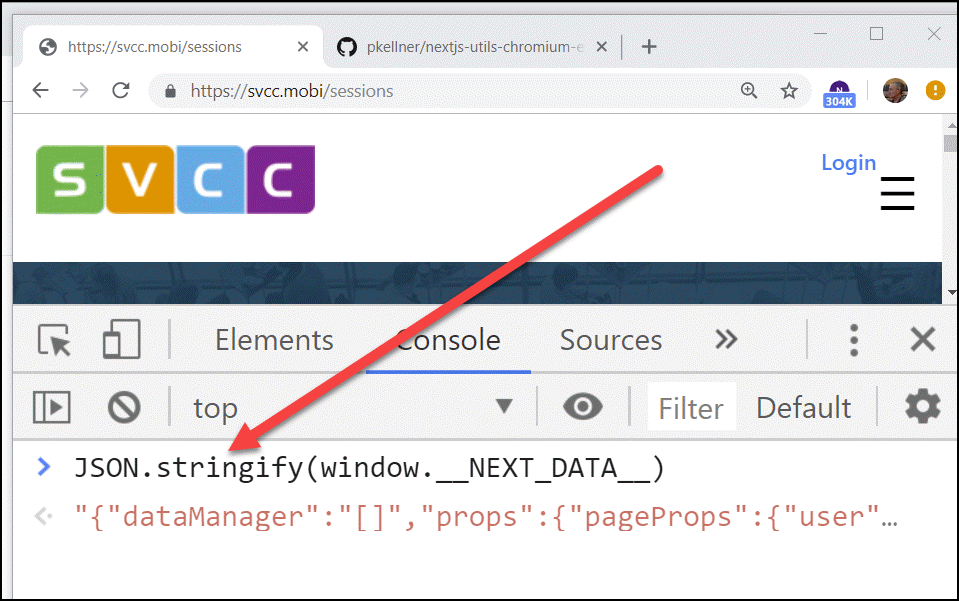 https://svcc.mobi/sessions
pkellner/nextjs-utils-chromium-e
https://svcc.mobi/sessions
N
304K
SVCC
Login
Elements Console Sources
top Filter Default
JSON.stringify(window.__NEXT_DATA__)
"{"dataManager":"[]","props":{"pageProps":{"user"…